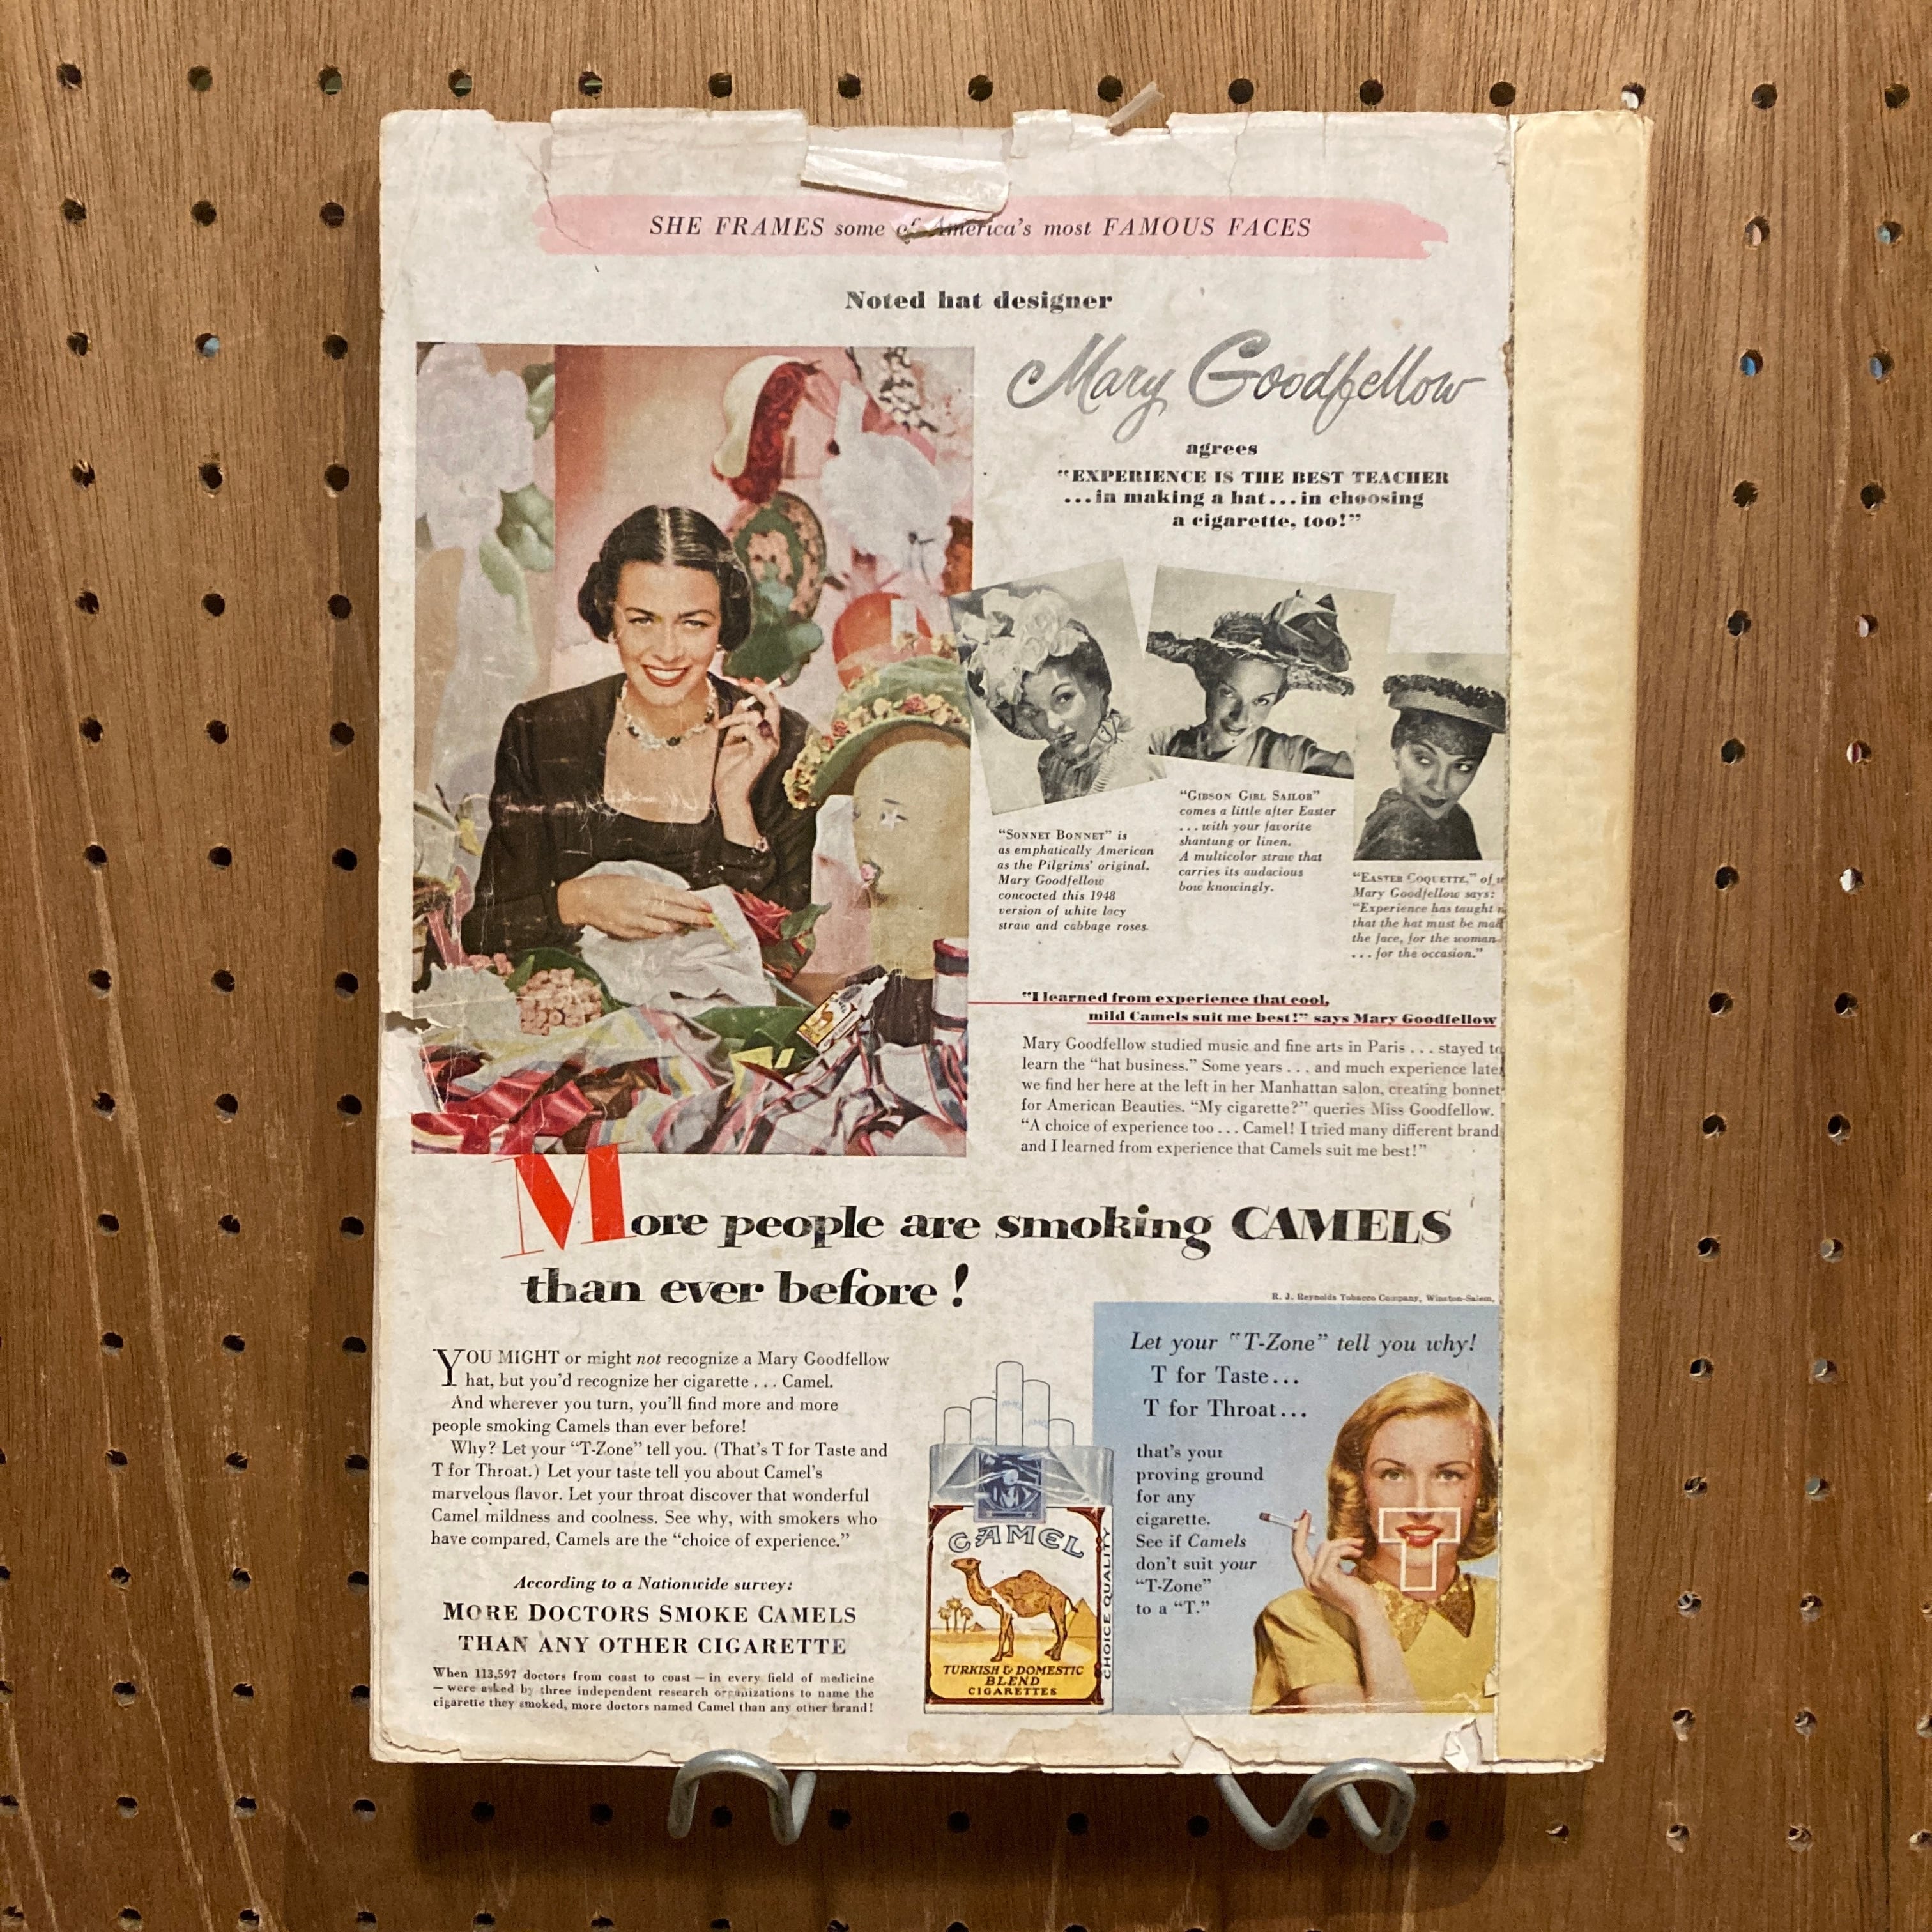 SHE FRAMES some of America's most FAMOUS FACES
Noted hat designer
Mary Goodfellow
agrees
"EXPERIENCE IS THE BEST TEACHER
...in making a hat...in choosing
a cigarette, too!"
"SONNET BONNET" is
as emphatically American
as the Pilgrims' original.
Mary Goodfellow
concocted this 1948
version of white lacy
straw and cabbage roses.
"GIBSON GIRL SAILOR"
comes a little after Easter
...with your favorite
shantung or linen.
A multicolor straw that
carries its audacious
bow knowingly.
"EASTER COQUETTE," of
Mary Goodfellow says:
"Experience has taught
that the hat must be
the face, for the woman
...for the occasion."
"I learned from experience that cool,
mild Camels suit me best!" says Mary Goodfellow
Mary Goodfellow studied music and fine arts in Paris . . . stayed to
learn the "hat business." Some years . . . and much experience
we find her here at the left in her Manhattan salon, creating bonnet
for American Beauties. "My cigarette?" queries Miss Goodfellow.
"A choice of experience too . . . Camel! I tried many different brand
and I learned from experience that Camels suit me best!"
More people are smoking CAMELS
than ever before!
R. J. Reynolds Tobacco Company, Winston-Salem,
YOU MIGHT or might not recognize a Mary Goodfellow
hat, but you'd recognize her cigarette . . . Camel.
And wherever you turn, you'll find more and more
people smoking Camels than ever before!
Why? Let your "T-Zone" tell you. (That's T for Taste and
T for Throat.) Let your taste tell you about Camel's
marvelous flavor. Let your throat discover that wonderful
Camel mildness and coolness. See why, with smokers who
have compared, Camels are the "choice of experience."
According to a Nationwide survey:
MORE DOCTORS SMOKE CAMELS
THAN ANY OTHER CIGARETTE
When 113,597 doctors from coast to coast — in every field of medicine
— were asked by three independent research organizations to name the
cigarette they smoked, more doctors named Camel than any other brand!
CAMEL
TURKISH & DOMESTIC
BLEND
CIGARETTES
CHOICE QUALITY
Let your "T-Zone" tell you why!
T for Taste...
T for Throat...
that's your
proving ground
for any
cigarette.
See if Camels
don't suit your
"T-Zone"
to a "T."
T